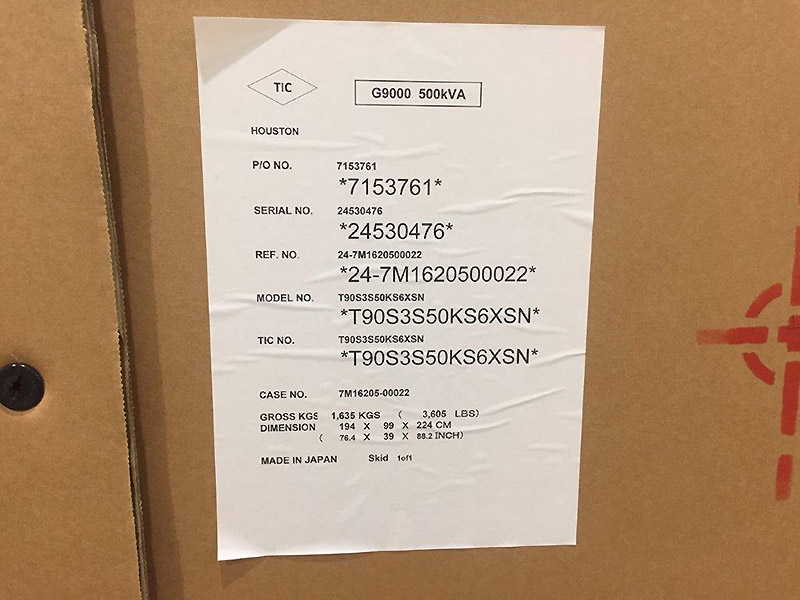 TIC
G9000 500kVA
HOUSTON
P/O NO. 7153761
*7153761*
SERIAL NO. 24530476
*24530476*
REF. NO. 24-7M1620500022
*24-7M1620500022*
MODEL NO. T90S3S50KS6XSN
*T90S3S50KS6XSN*
TIC NO. T90S3S50KS6XSN
*T90S3S50KS6XSN*
CASE NO. 7M16205-00022
GROSS KGS 1,635 KGS ( 3,605 LBS)
DIMENSION 194 X 99 X 224 CM
( 76.4 X 39 X 88.2 INCH)
MADE IN JAPAN Skid 1of1